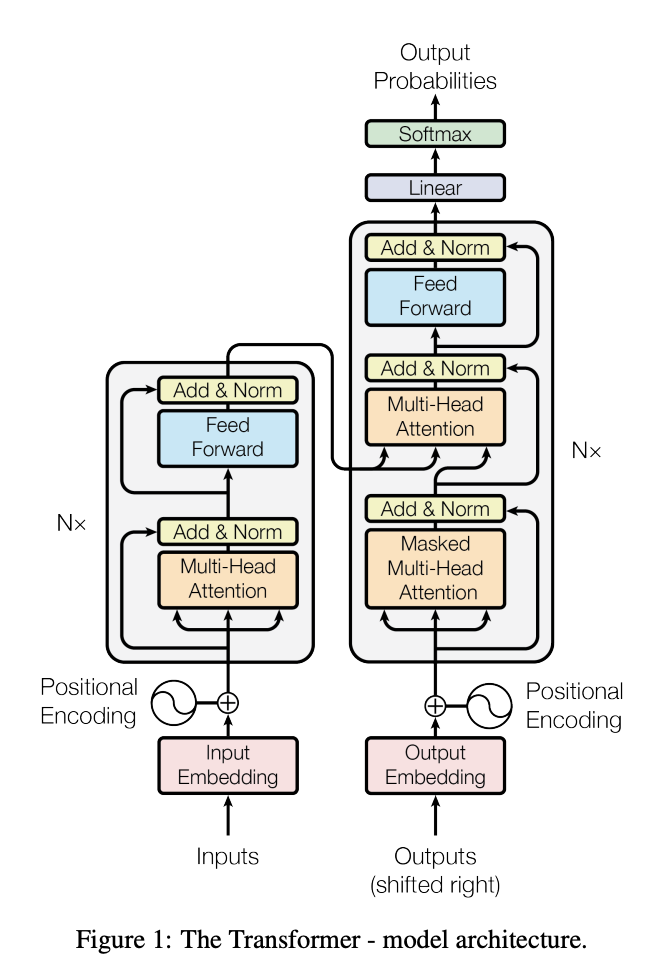 Output
Probabilities
Softmax
Linear
Add & Norm
Feed
Forward
Add & Norm
Multi-Head
Attention
Add & Norm
Masked
Multi-Head
Attention
N×
Add & Norm
Feed
Forward
N×
Add & Norm
Multi-Head
Attention
Positional
Encoding
Positional
Encoding
Input
Embedding
Output
Embedding
Inputs
Outputs
(shifted right)
Figure 1: The Transformer - model architecture.